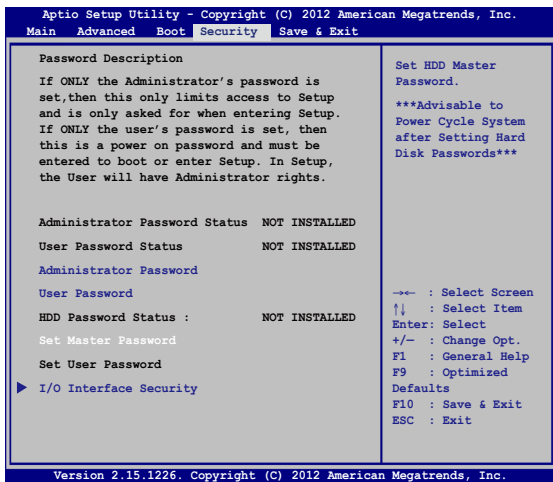 Aptio Setup Utility - Copyright (C) 2012 American Megatrends, Inc.
Main Advanced Boot Security Save & Exit
Password Description
If ONLY the Administrator's password is
set,then this only limits access to Setup
and is only asked for when entering Setup.
If ONLY the user's password is set, then
this is a power on password and must be
entered to boot or enter Setup. In Setup,
the User will have Administrator rights.
Administrator Password Status NOT INSTALLED
User Password Status NOT INSTALLED
Administrator Password
User Password
HDD Password Status : NOT INSTALLED
Set Master Password
Set User Password
I/O Interface Security
Set HDD Master
Password.
***Advisable to
Power Cycle System
after Setting Hard
Disk Passwords***
→← : Select Screen
↑↓ : Select Item
Enter: Select
+/— : Change Opt.
F1 : General Help
F9 : Optimized
Defaults
F10 : Save & Exit
ESC : Exit
Version 2.15.1226. Copyright (C) 2012 American Megatrends, Inc.